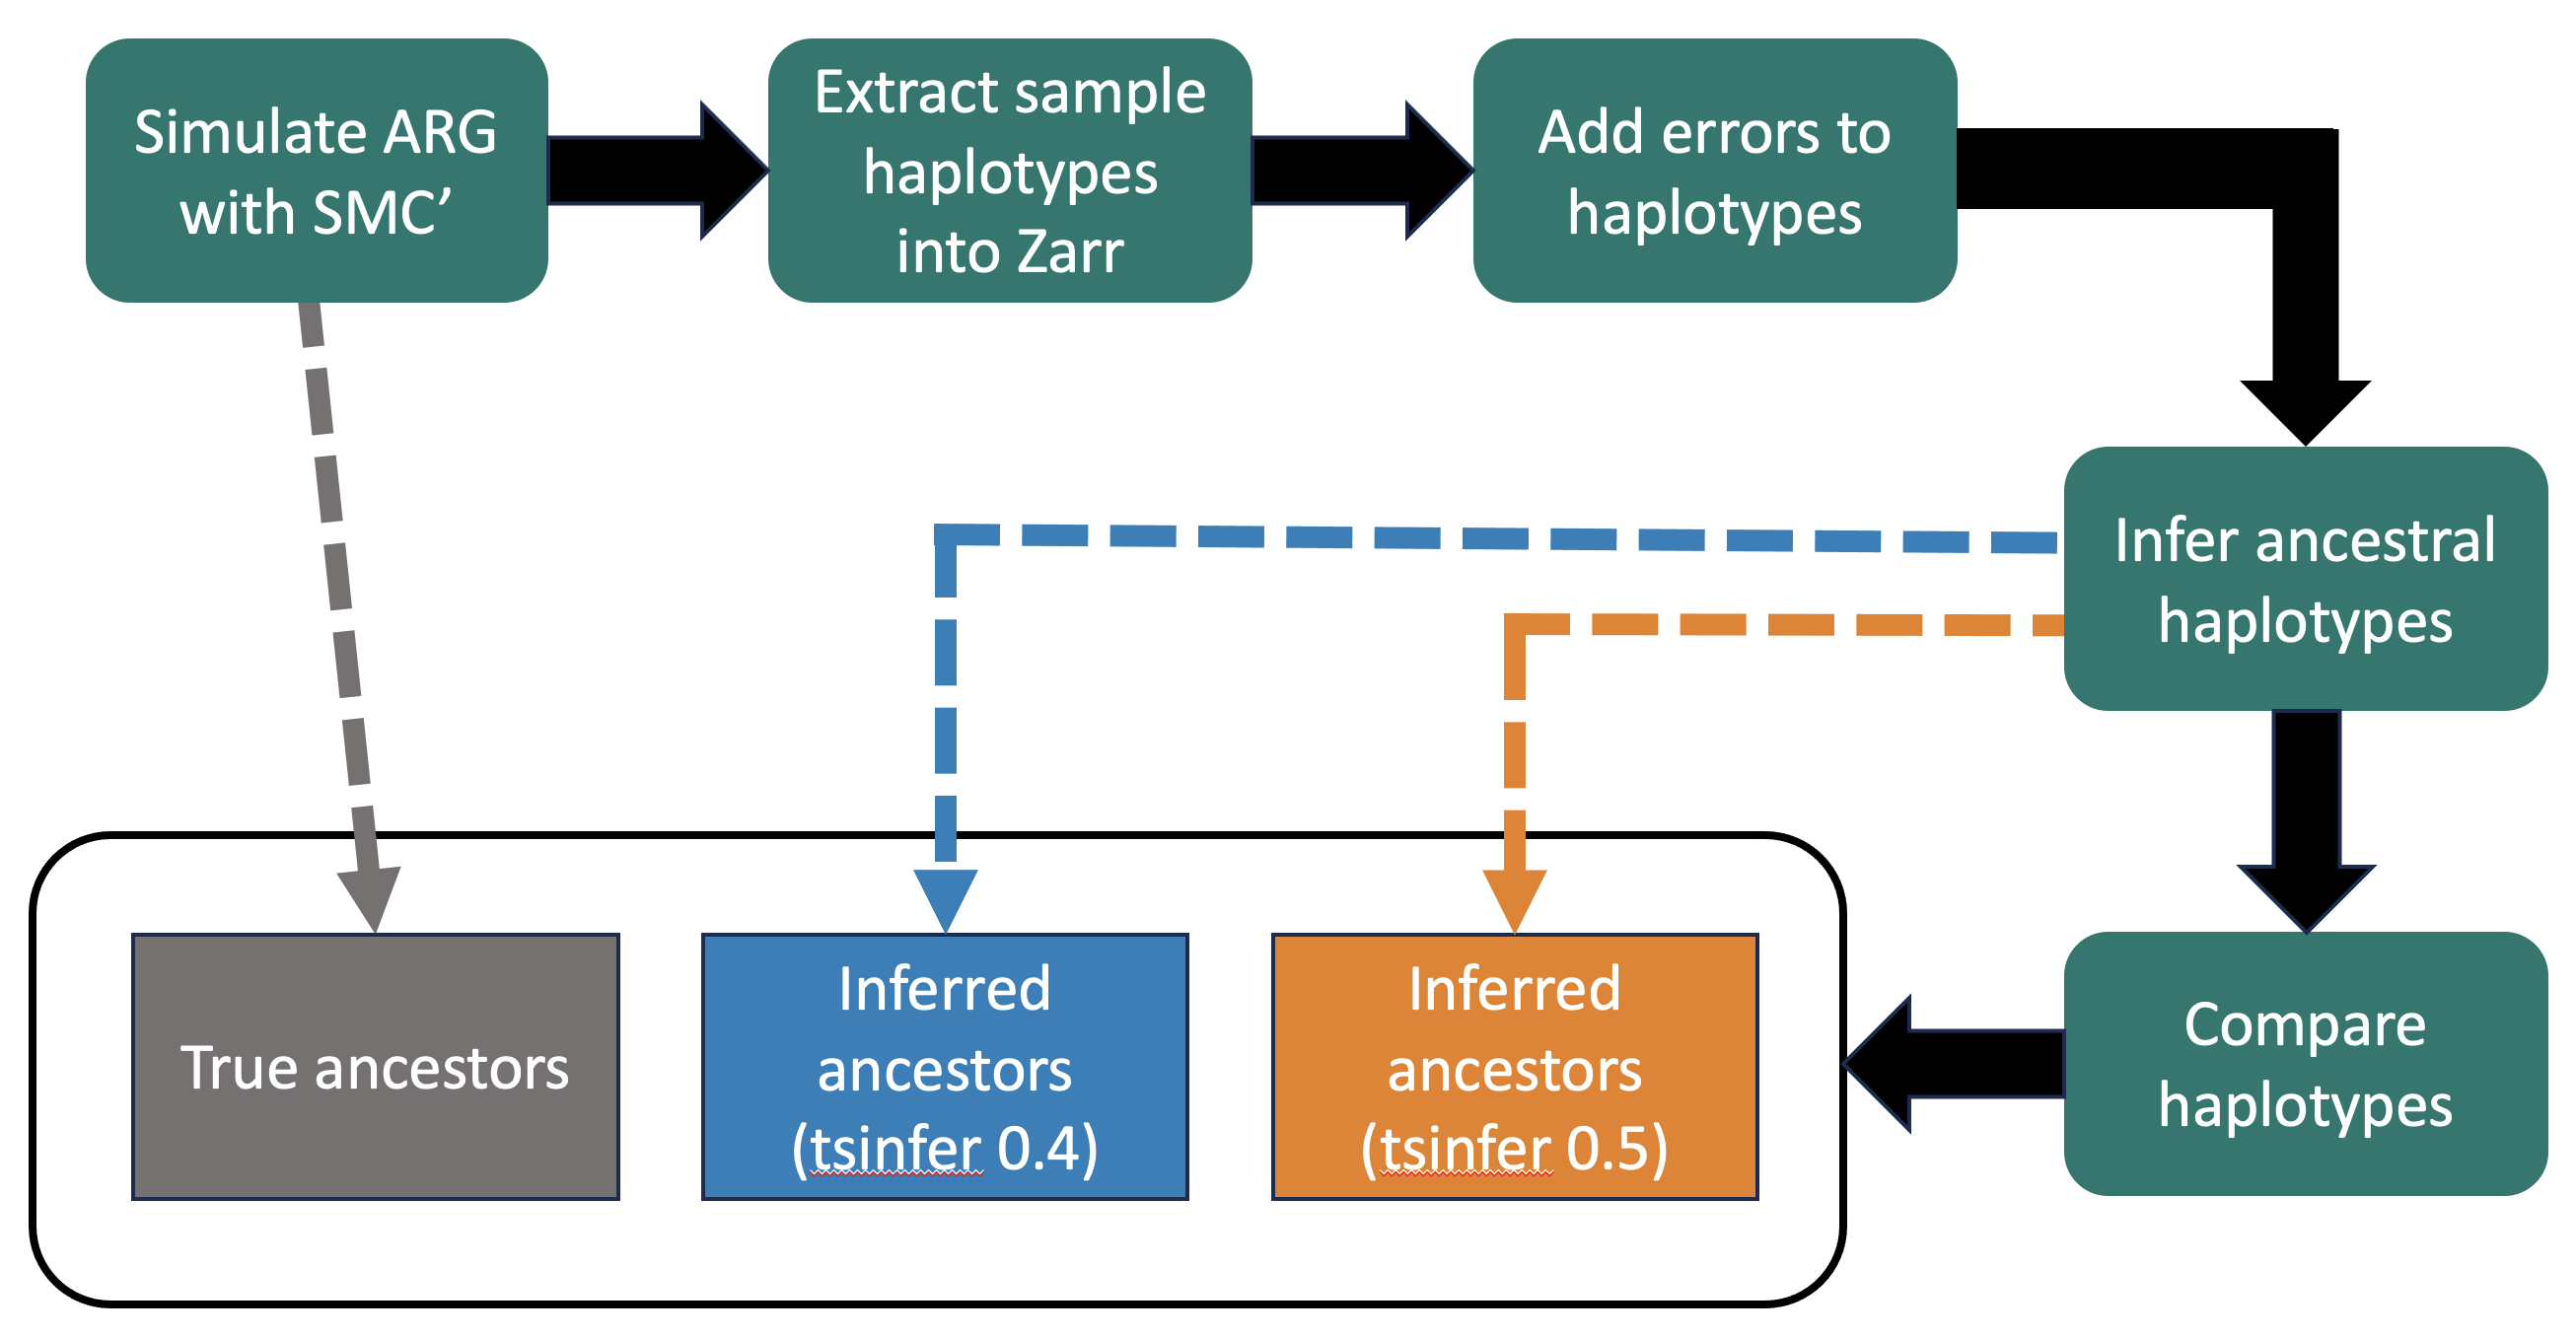 Simulate ARG
with SMC’
Extract sample
haplotypes
into Zarr
Add errors to
haplotypes
Infer ancestral
haplotypes
True ancestors
Inferred
ancestors
(tsinfer 0.4)
Inferred
ancestors
(tsinfer 0.5)
Compare
haplotypes